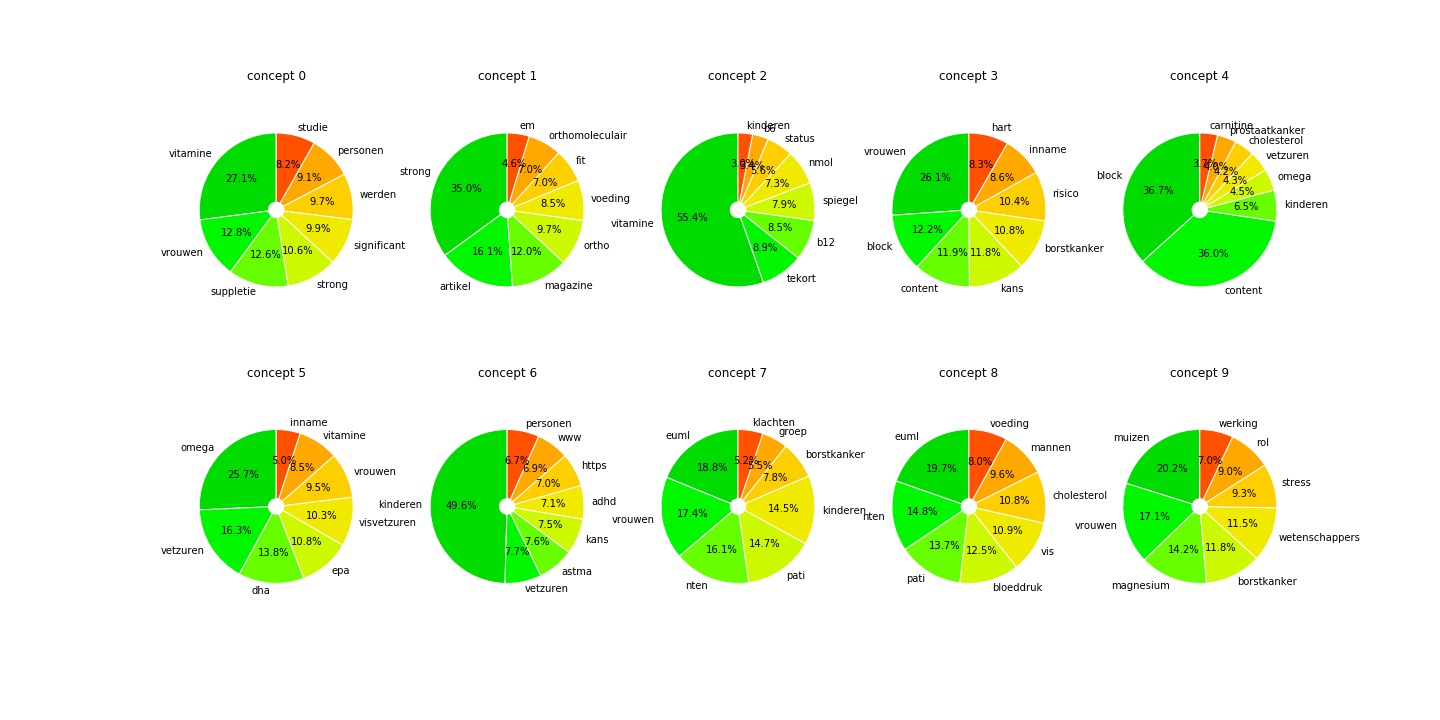 concept 0
studie
personen
werden
significant
strong
suppletie
vrouwen
vitamine
8.2%
9.1%
9.7%
9.9%
10.6%
12.6%
12.8%
27.1%
concept 1
em
orthomoleculair
fit
voeding
ortho
magazine
artikel
strong
4.6%
7.0%
7.0%
8.5%
9.7%
12.0%
16.1%
35.0%
concept 2
kinderen
status
nmol
spiegel
b12
tekort
vitamine
5.6%
7.3%
7.9%
8.5%
8.9%
55.4%
concept 3
hart
inname
risico
borstkanker
kans
content
block
vrouwen
8.3%
8.6%
10.4%
10.8%
11.8%
11.9%
12.2%
26.1%
concept 4
carnitine
prostaatkanker
cholesterol
vetzuren
omega
kinderen
content
block
4.2%
4.3%
4.5%
6.5%
36.0%
36.7%
concept 5
inname
vitamine
vrouwen
visvetzuren
epa
dha
vetzuren
omega
5.0%
8.5%
9.5%
10.3%
10.8%
13.8%
16.3%
25.7%
concept 6
personen
www
https
adhd
kans
astma
vetzuren
kinderen
6.7%
6.9%
7.0%
7.1%
7.5%
7.6%
7.7%
49.6%
concept 7
klachten
groep
borstkanker
kinderen
pati
nten
vrouwen
euml
5.2%
5.5%
7.8%
14.5%
14.7%
16.1%
17.4%
18.8%
concept 8
voeding
mannen
cholesterol
vis
bloeddruk
pati
nten
euml
8.0%
9.6%
10.8%
10.9%
12.5%
13.7%
14.8%
19.7%
concept 9
werking
rol
stress
wetenschappers
borstkanker
magnesium
vrouwen
muizen
7.0%
9.0%
9.3%
11.5%
11.8%
14.2%
17.1%
20.2%